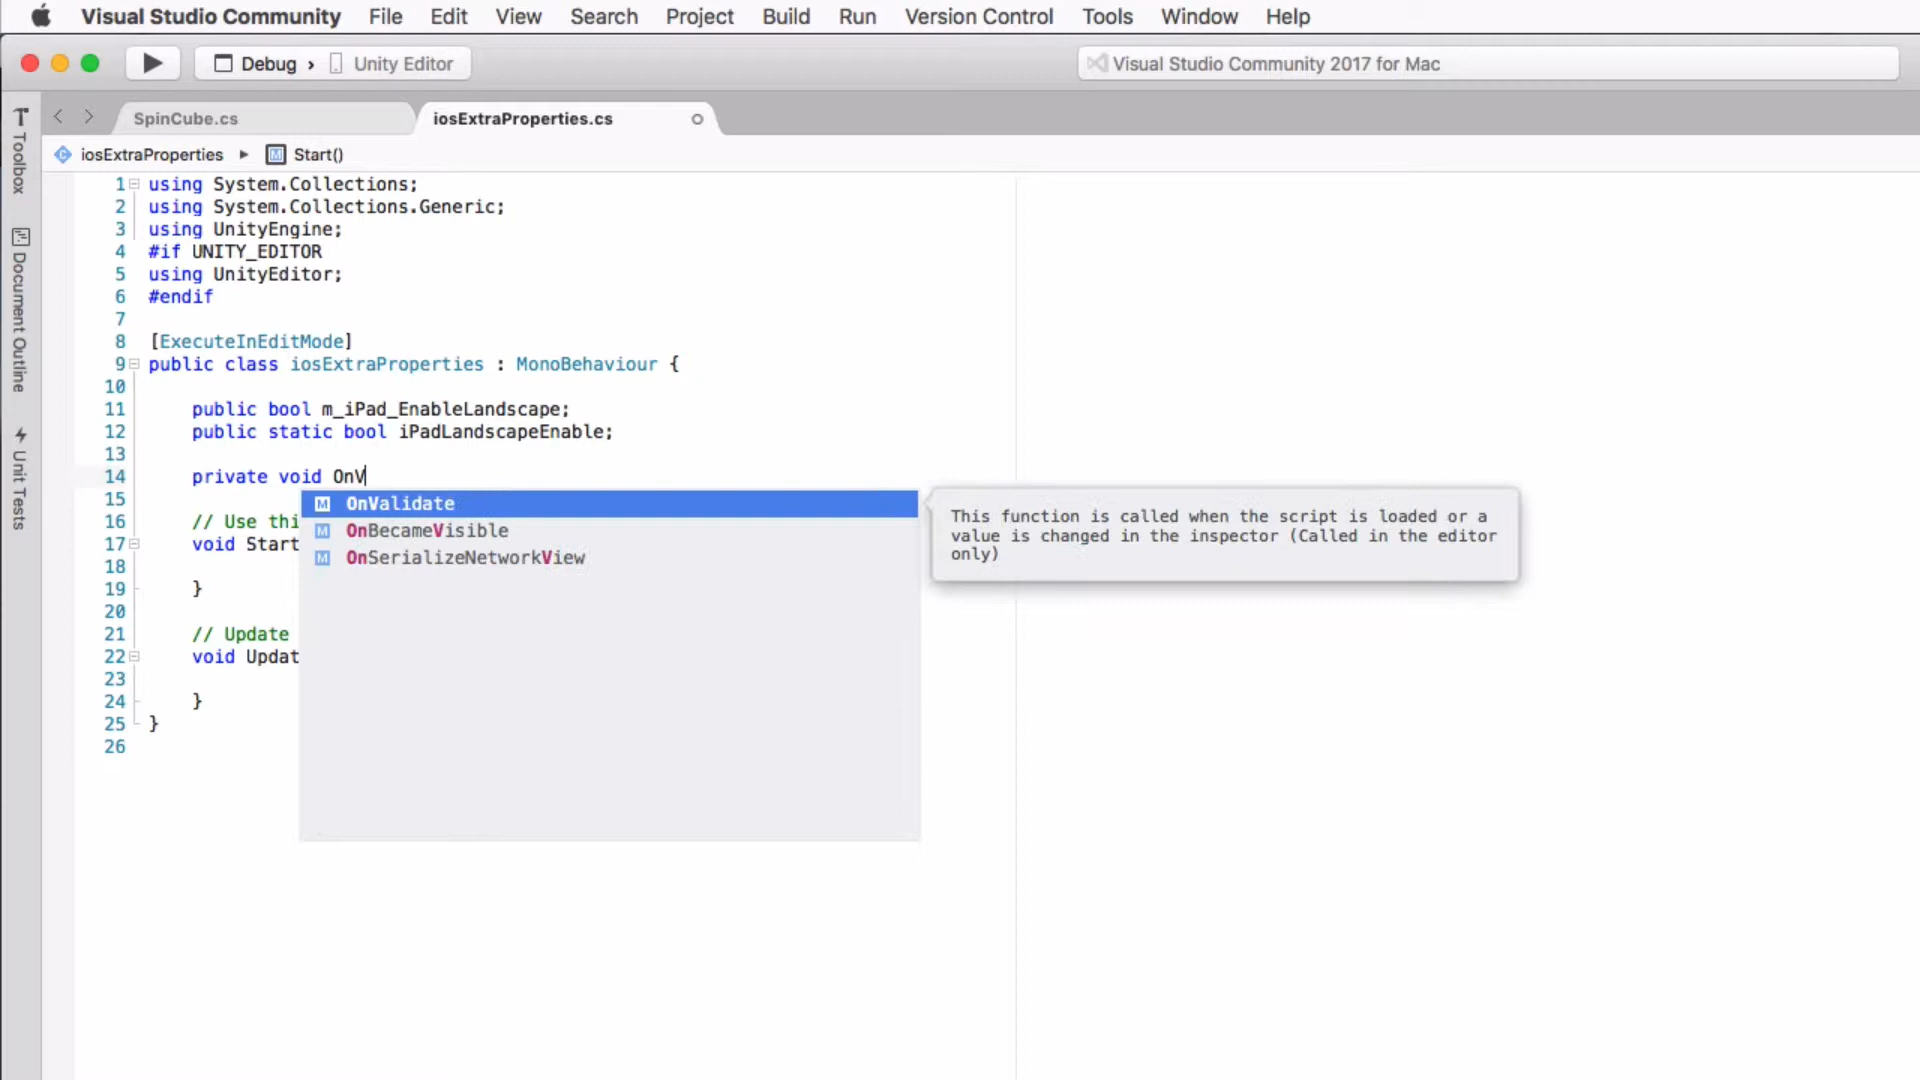 Visual Studio Community File Edit View Search Project Build Run Version Control Tools Window Help
Debug › Unity Editor
Visual Studio Community 2017 for Mac
SpinCube.cs
iosExtraProperties.cs
iosExtraProperties ▸ M Start()
Toolbox
Document Outline
Unit Tests
1 using System.Collections;
2 using System.Collections.Generic;
3 using UnityEngine;
4 #if UNITY_EDITOR
5 using UnityEditor;
6 #endif
7
8 [ExecuteInEditMode]
9 public class iosExtraProperties : MonoBehaviour {
10
11 public bool m_iPad_EnableLandscape;
12 public static bool iPadLandscapeEnable;
13
14 private void OnV
15
16 // Use thi
17 void Start
18
19 }
20
21 // Update
22 void Updat
23
24 }
25 }
26
M OnValidate
M OnBecameVisible
M OnSerializeNetworkView
This function is called when the script is loaded or a
value is changed in the inspector (Called in the editor
only)